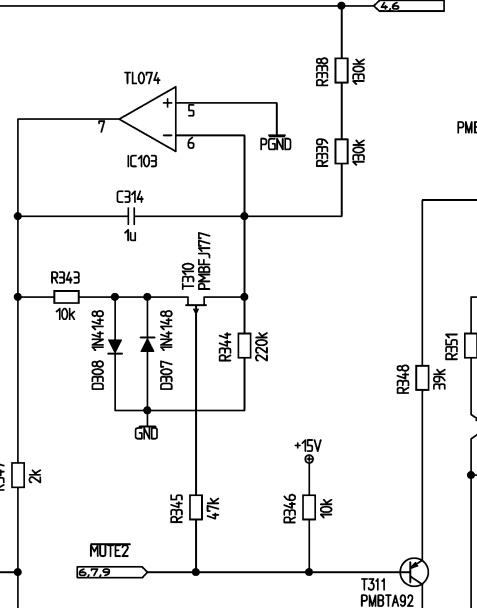 4,6
R338
130k
TL074
5
7
6
IC103
PGND
R339
130k
PME
C314
1u
T310
PMBFJ177
R343
10k
D308
1N4148
D307
1N4148
R344
220k
GND
R348
39k
R351
2k
+15V
R345
47k
R346
10k
MUTE2
6,7,9
T311
PMBTA92